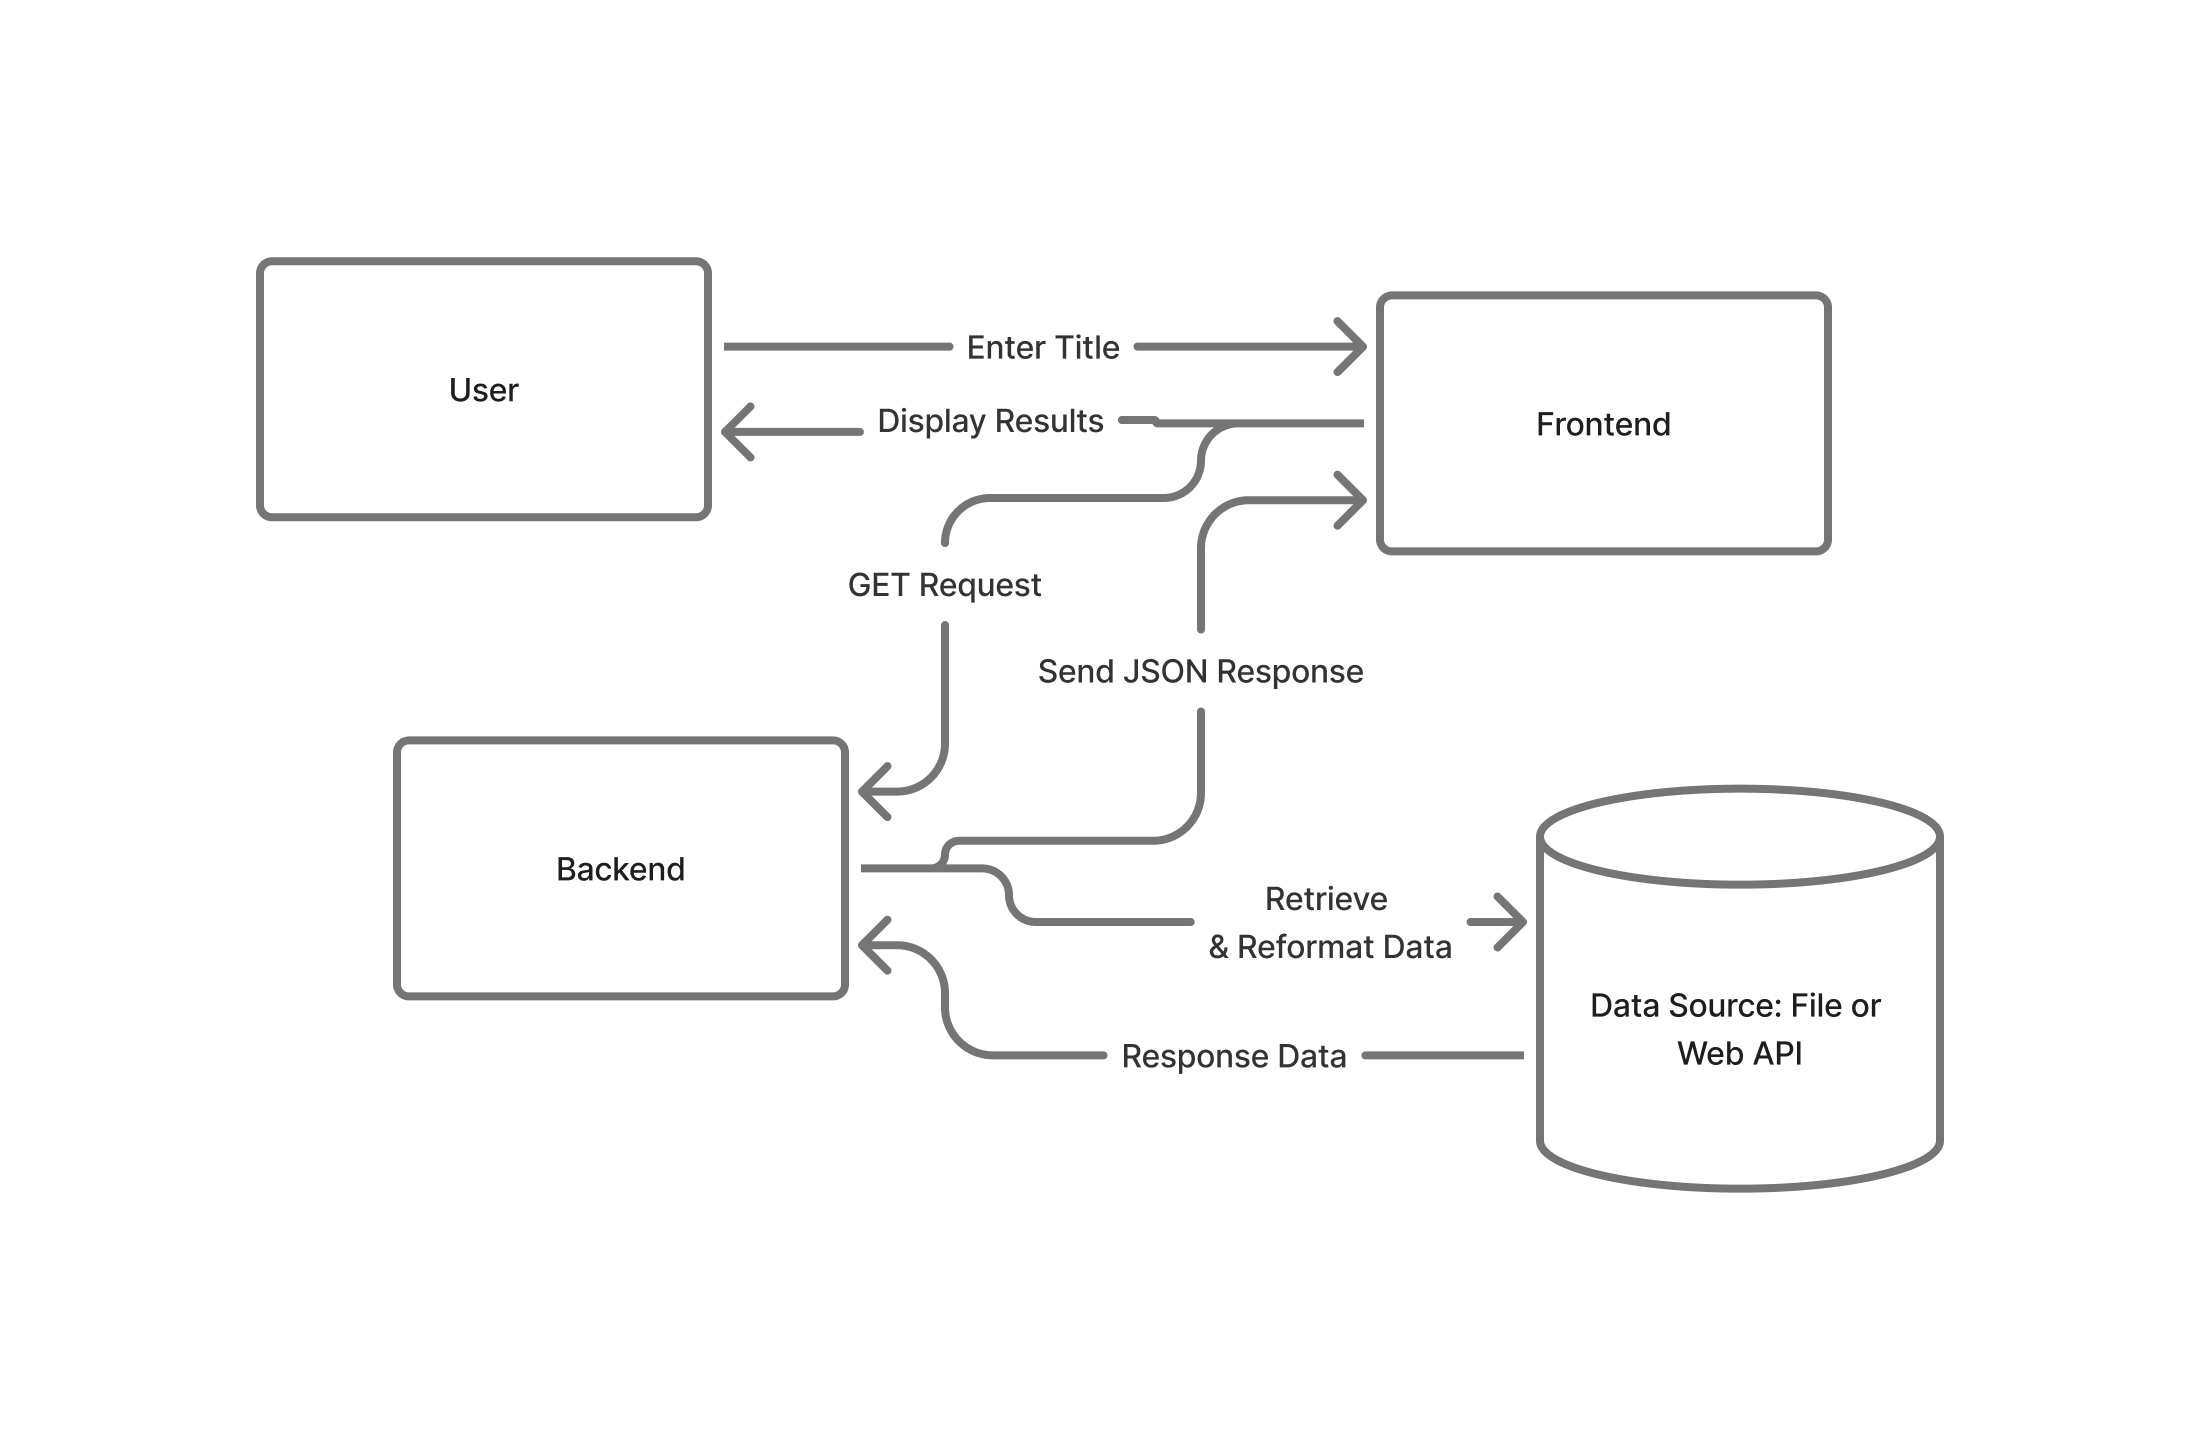 User
Enter Title
Display Results
Frontend
GET Request
Send JSON Response
Backend
Retrieve
& Reformat Data
Data Source: File or
Web API
Response Data